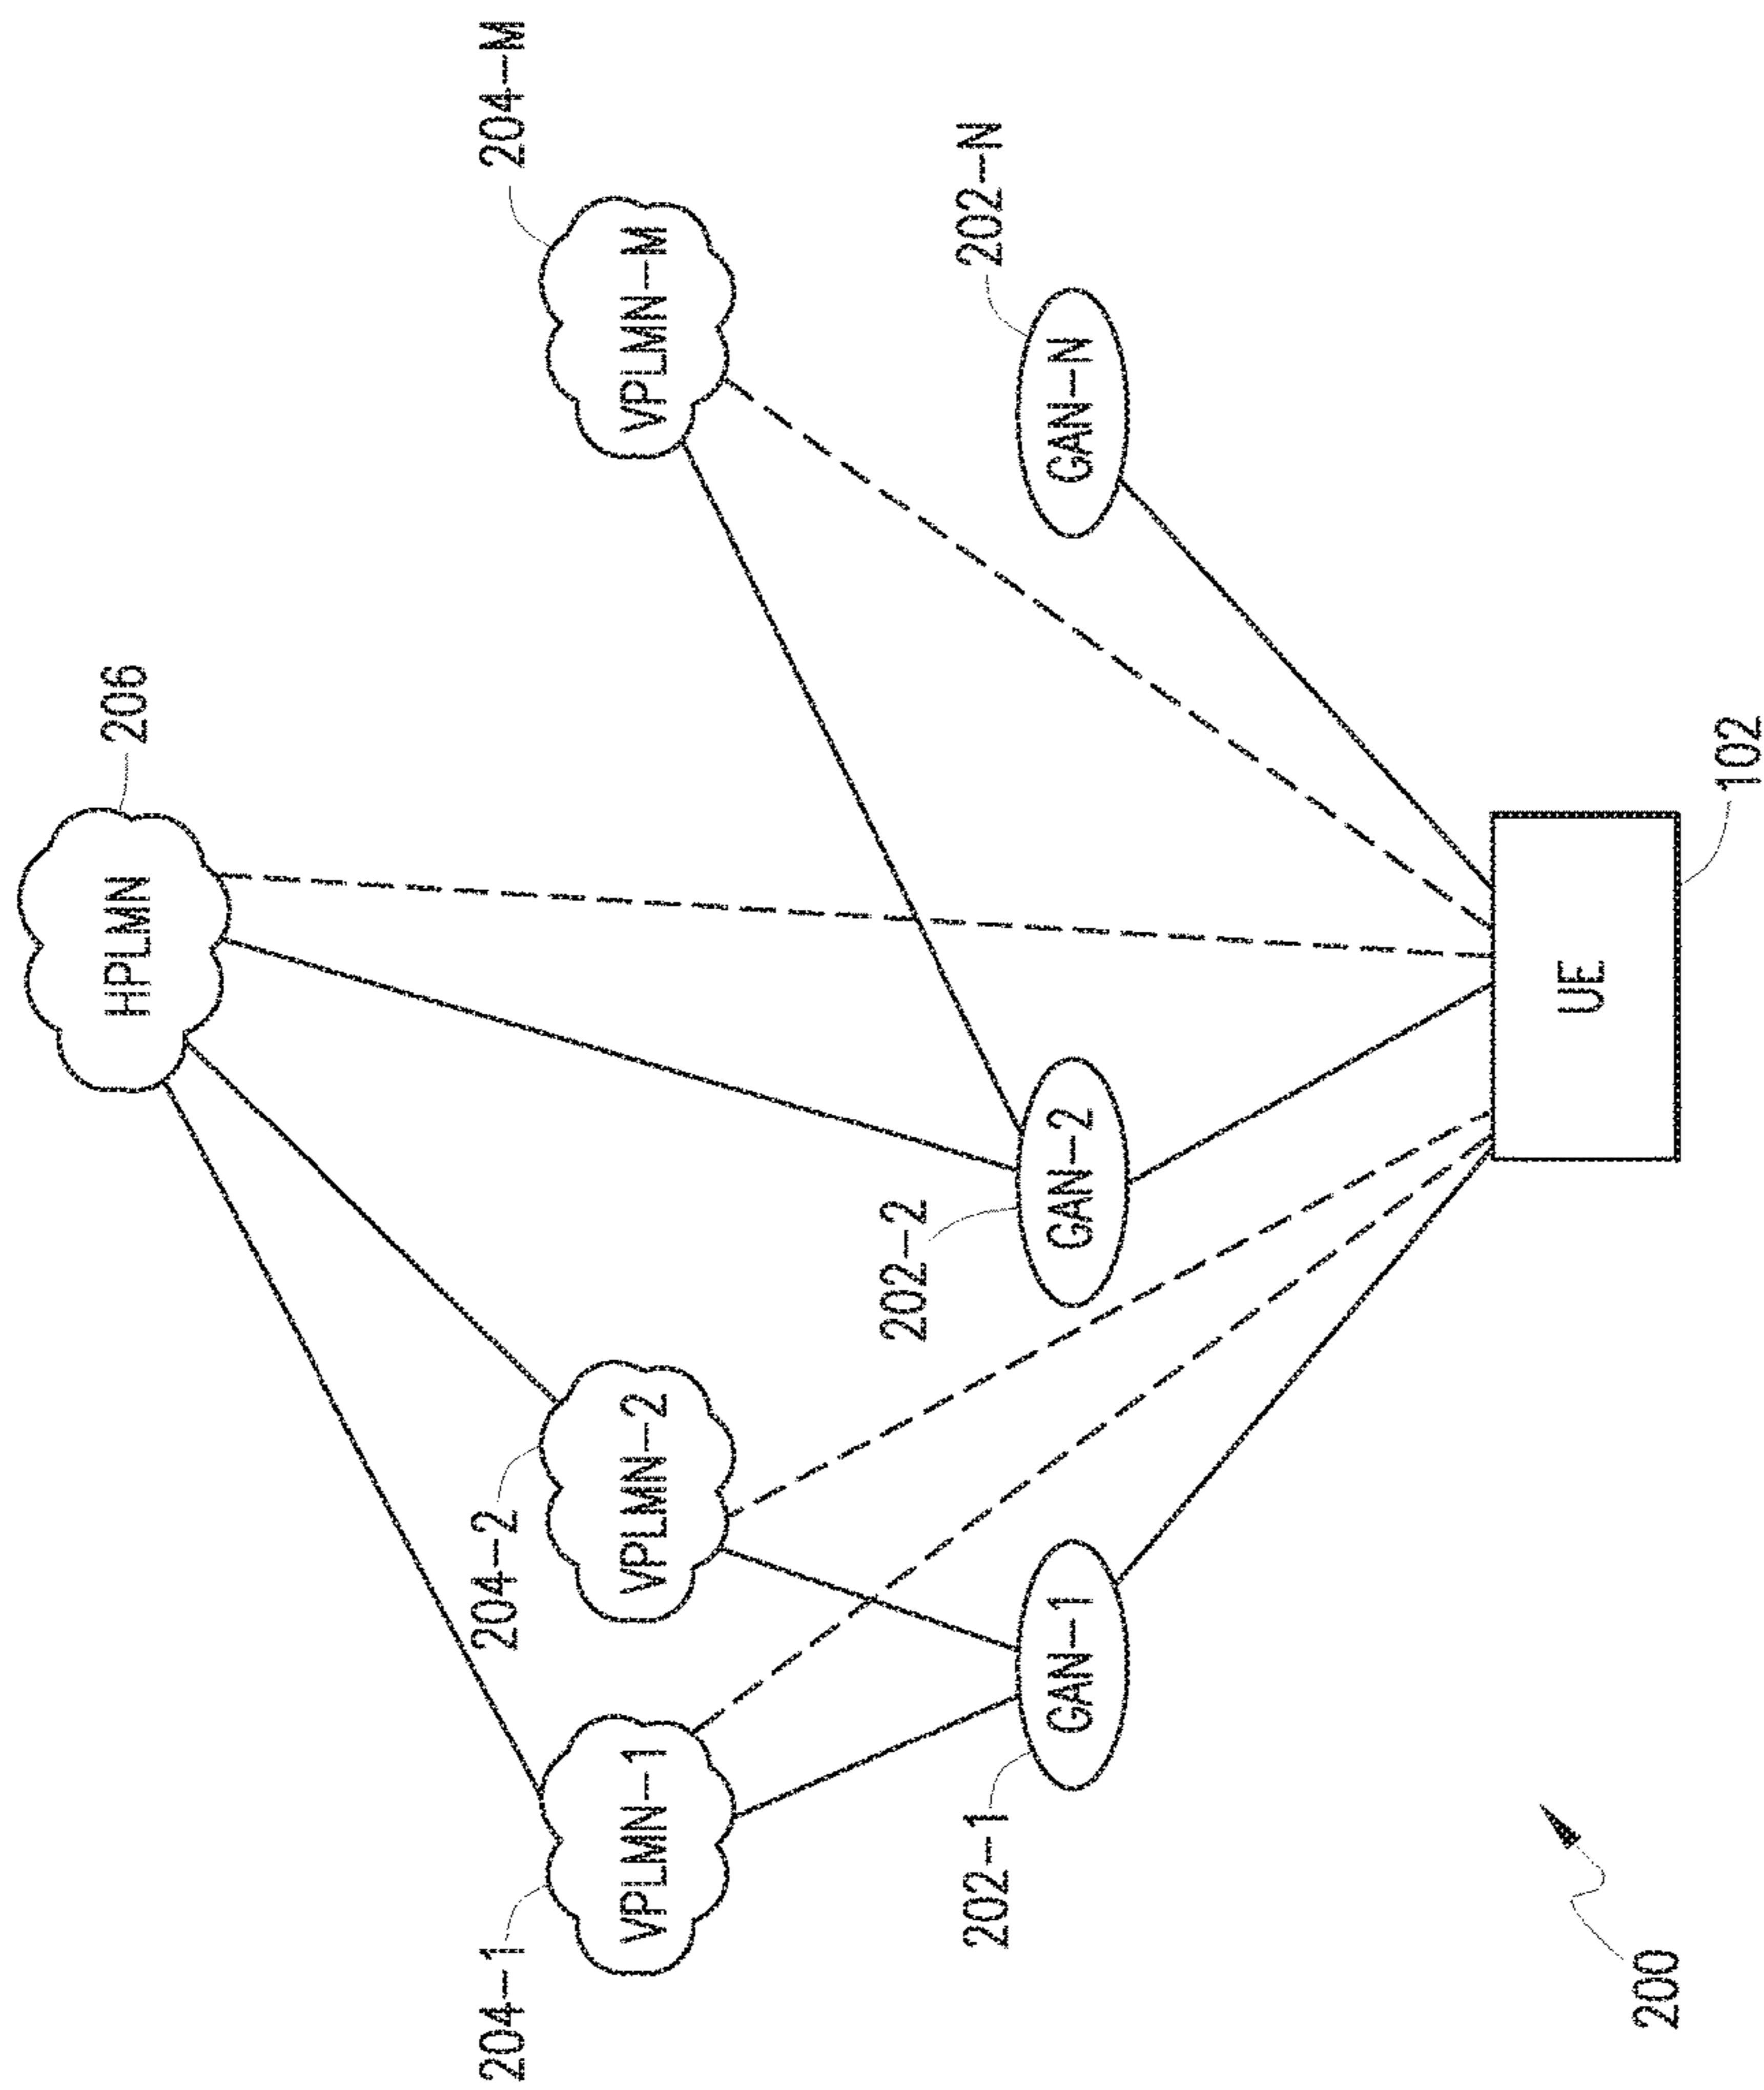 206
HPLMN
204-1
204-2
204-M
VPLMN-1
VPLMN-2
VPLMN-M
202-1
202-2
202-N
GAN-1
GAN-2
GAN-N
UE
200
102